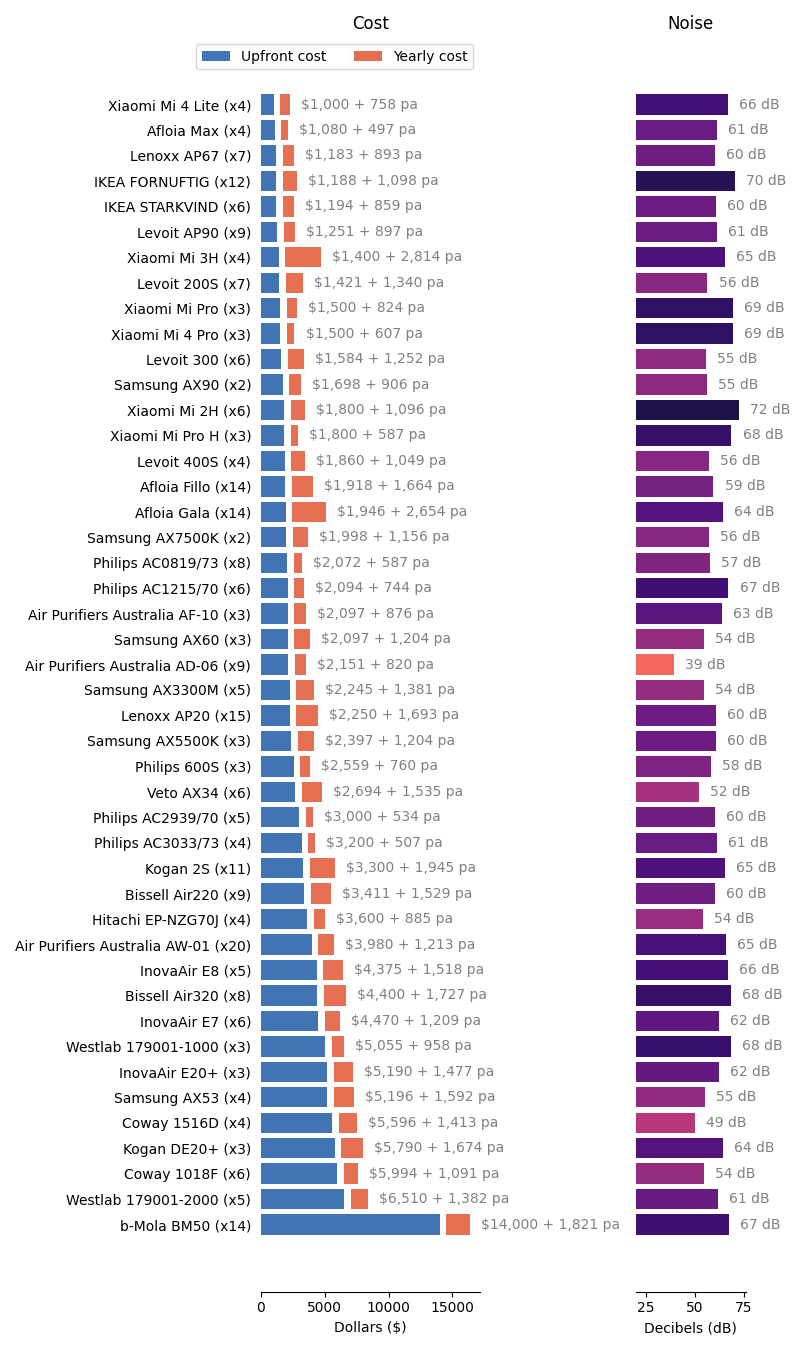 Cost Noise
Upfront cost Yearly cost
Xiaomi Mi 4 Lite (x4) $1,000 + 758 pa 66 dB
Afloia Max (x4) $1,080 + 497 pa 61 dB
Lenoxx AP67 (x7) $1,183 + 893 pa 60 dB
IKEA FORNUFTIG (x12) $1,188 + 1,098 pa 70 dB
IKEA STARKVIND (x6) $1,194 + 859 pa 60 dB
Levoit AP90 (x9) $1,251 + 897 pa 61 dB
Xiaomi Mi 3H (x4) $1,400 + 2,814 pa 65 dB
Levoit 200S (x7) $1,421 + 1,340 pa 56 dB
Xiaomi Mi Pro (x3) $1,500 + 824 pa 69 dB
Xiaomi Mi 4 Pro (x3) $1,500 + 607 pa 69 dB
Levoit 300 (x6) $1,584 + 1,252 pa 55 dB
Samsung AX90 (x2) $1,698 + 906 pa 55 dB
Xiaomi Mi 2H (x6) $1,800 + 1,096 pa 72 dB
Xiaomi Mi Pro H (x3) $1,800 + 587 pa 68 dB
Levoit 400S (x4) $1,860 + 1,049 pa 56 dB
Afloia Fillo (x14) $1,918 + 1,664 pa 59 dB
Afloia Gala (x14) $1,946 + 2,654 pa 64 dB
Samsung AX7500K (x2) $1,998 + 1,156 pa 56 dB
Philips AC0819/73 (x8) $2,072 + 587 pa 57 dB
Philips AC1215/70 (x6) $2,094 + 744 pa 67 dB
Air Purifiers Australia AF-10 (x3) $2,097 + 876 pa 63 dB
Samsung AX60 (x3) $2,097 + 1,204 pa 54 dB
Air Purifiers Australia AD-06 (x9) $2,151 + 820 pa 39 dB
Samsung AX3300M (x5) $2,245 + 1,381 pa 54 dB
Lenoxx AP20 (x15) $2,250 + 1,693 pa 60 dB
Samsung AX5500K (x3) $2,397 + 1,204 pa 60 dB
Philips 600S (x3) $2,559 + 760 pa 58 dB
Veto AX34 (x6) $2,694 + 1,535 pa 52 dB
Philips AC2939/70 (x5) $3,000 + 534 pa 60 dB
Philips AC3033/73 (x4) $3,200 + 507 pa 61 dB
Kogan 2S (x11) $3,300 + 1,945 pa 65 dB
Bissell Air220 (x9) $3,411 + 1,529 pa 60 dB
Hitachi EP-NZG70J (x4) $3,600 + 885 pa 54 dB
Air Purifiers Australia AW-01 (x20) $3,980 + 1,213 pa 65 dB
InovaAir E8 (x5) $4,375 + 1,518 pa 66 dB
Bissell Air320 (x8) $4,400 + 1,727 pa 68 dB
InovaAir E7 (x6) $4,470 + 1,209 pa 62 dB
Westlab 179001-1000 (x3) $5,055 + 958 pa 68 dB
InovaAir E20+ (x3) $5,190 + 1,477 pa 62 dB
Samsung AX53 (x4) $5,196 + 1,592 pa 55 dB
Coway 1516D (x4) $5,596 + 1,413 pa 49 dB
Kogan DE20+ (x3) $5,790 + 1,674 pa 64 dB
Coway 1018F (x6) $5,994 + 1,091 pa 54 dB
Westlab 179001-2000 (x5) $6,510 + 1,382 pa 61 dB
b-Mola BM50 (x14) $14,000 + 1,821 pa 67 dB
0 5000 10000 15000 25 50 75
Dollars ($) Decibels (dB)